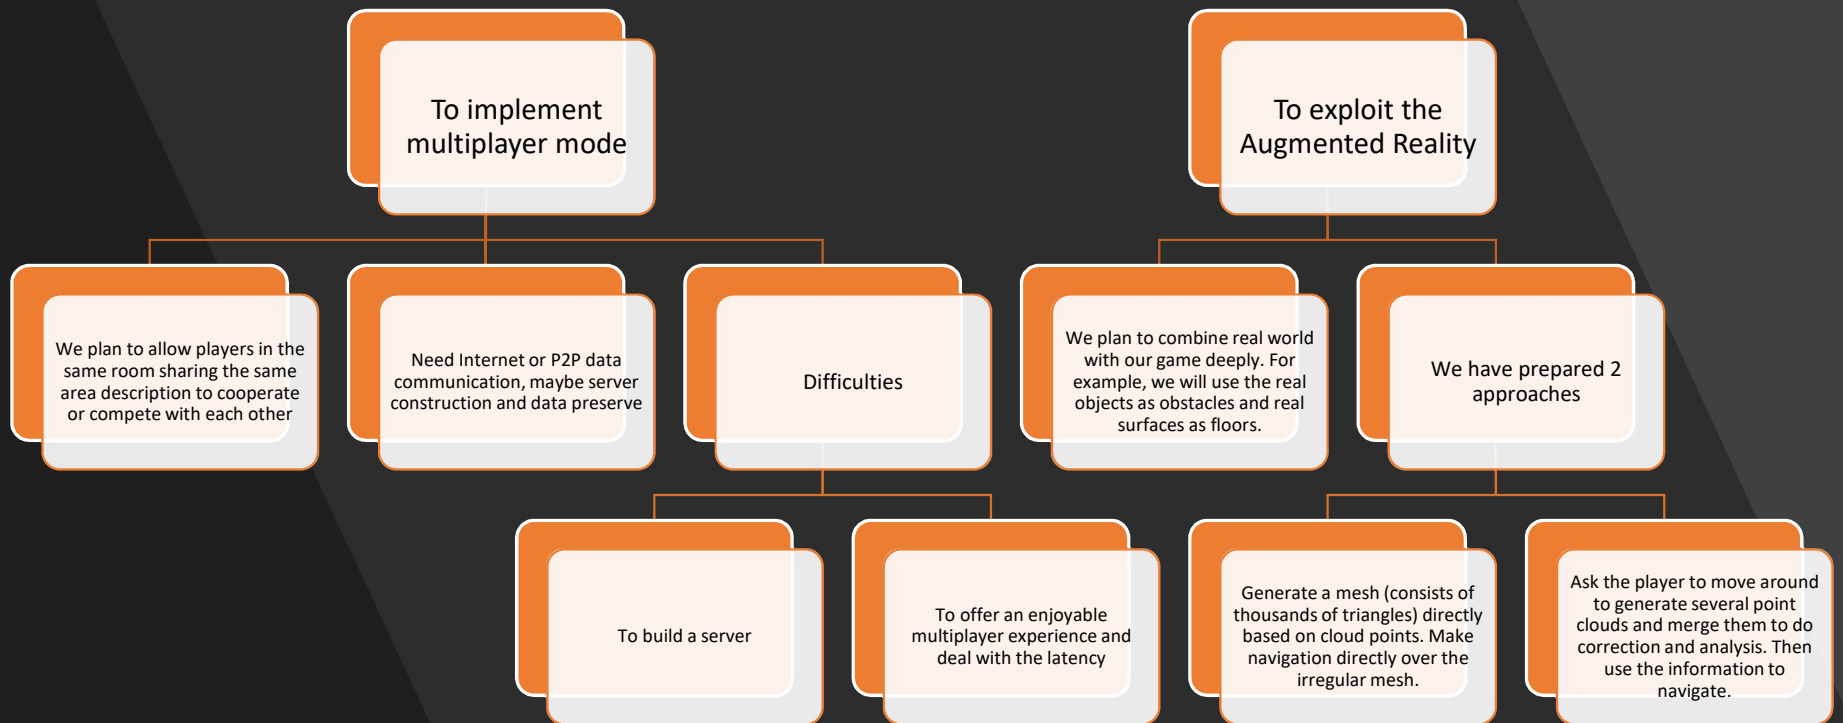 To implement
multiplayer mode
To exploit the
Augmented Reality
We plan to allow players in the
same room sharing the same
area description to cooperate
or compete with each other
Need Internet or P2P data
communication, maybe server
construction and data preserve
Difficulties
We plan to combine real world
with our game deeply. For
example, we will use the real
objects as obstacles and real
surfaces as floors.
We have prepared 2
approaches
To build a server
To offer an enjoyable
multiplayer experience and
deal with the latency
Generate a mesh (consists of
thousands of triangles) directly
based on cloud points. Make
navigation directly over the
irregular mesh.
Ask the player to move around
to generate several point
clouds and merge them to do
correction and analysis. Then
use the information to
navigate.